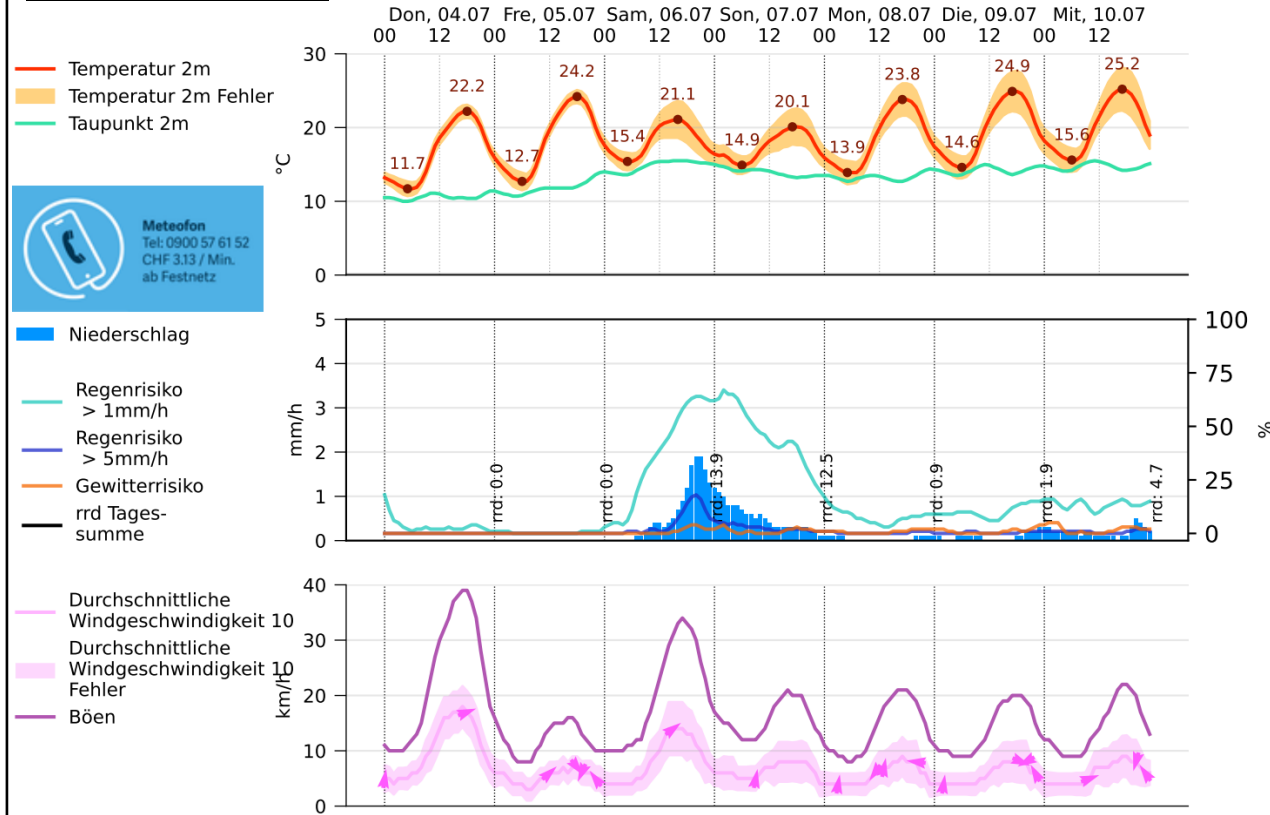 Don, 04.07 Fre, 05.07 Sam, 06.07 Son, 07.07 Mon, 08.07 Die, 09.07 Mit, 10.07
00 12 00 12 00 12 00 12 00 12 00 12 00 12
Temperatur 2m
Temperatur 2m Fehler
Taupunkt 2m
30
20
10
0
°C
11.7
22.2
12.7
24.2
15.4
21.1
14.9
20.1
13.9
23.8
14.6
24.9
15.6
25.2
Meteofon
Tel: 0900 57 61 52
CHF 3.13 / Min.
ab Festnetz
Niederschlag
Regenrisiko
> 1mm/h
Regenrisiko
> 5mm/h
Gewitterrisiko
rrd Tages-
summe
5
4
3
2
1
0
mm/h
100
75
50
25
0
%
rrd: 0.0
rrd: 0.0
rrd: 13.9
rrd: 12.5
rrd: 0.9
rrd: 1.9
rrd: 4.7
Durchschnittliche
Windgeschwindigkeit 10
Durchschnittliche
Windgeschwindigkeit 10
Fehler
Böen
40
30
20
10
0
km/h